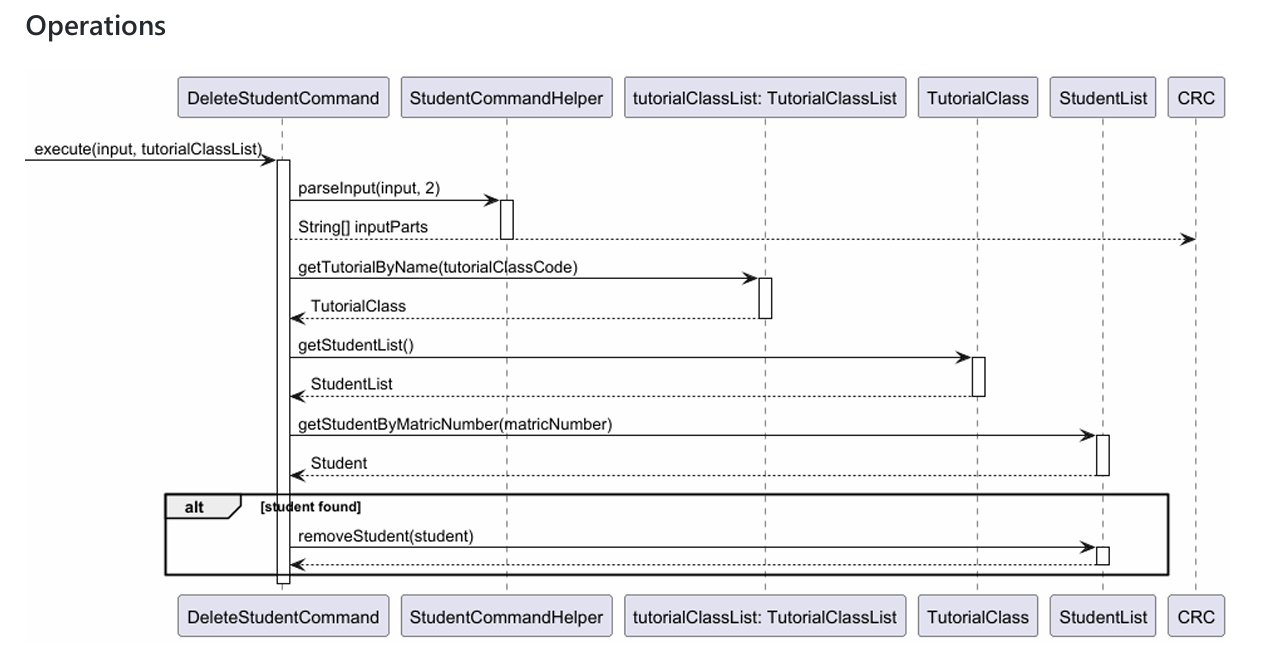 Operations
DeleteStudentCommand
StudentCommandHelper
tutorialClassList: TutorialClassList
TutorialClass
StudentList
CRC
execute(input, tutorialClassList)
parseInput(input, 2)
String[] inputParts
getTutorialByName(tutorialClassCode)
TutorialClass
getStudentList()
StudentList
getStudentByMatricNumber(matricNumber)
Student
alt
[student found]
removeStudent(student)
DeleteStudentCommand
StudentCommandHelper
tutorialClassList: TutorialClassList
TutorialClass
StudentList
CRC